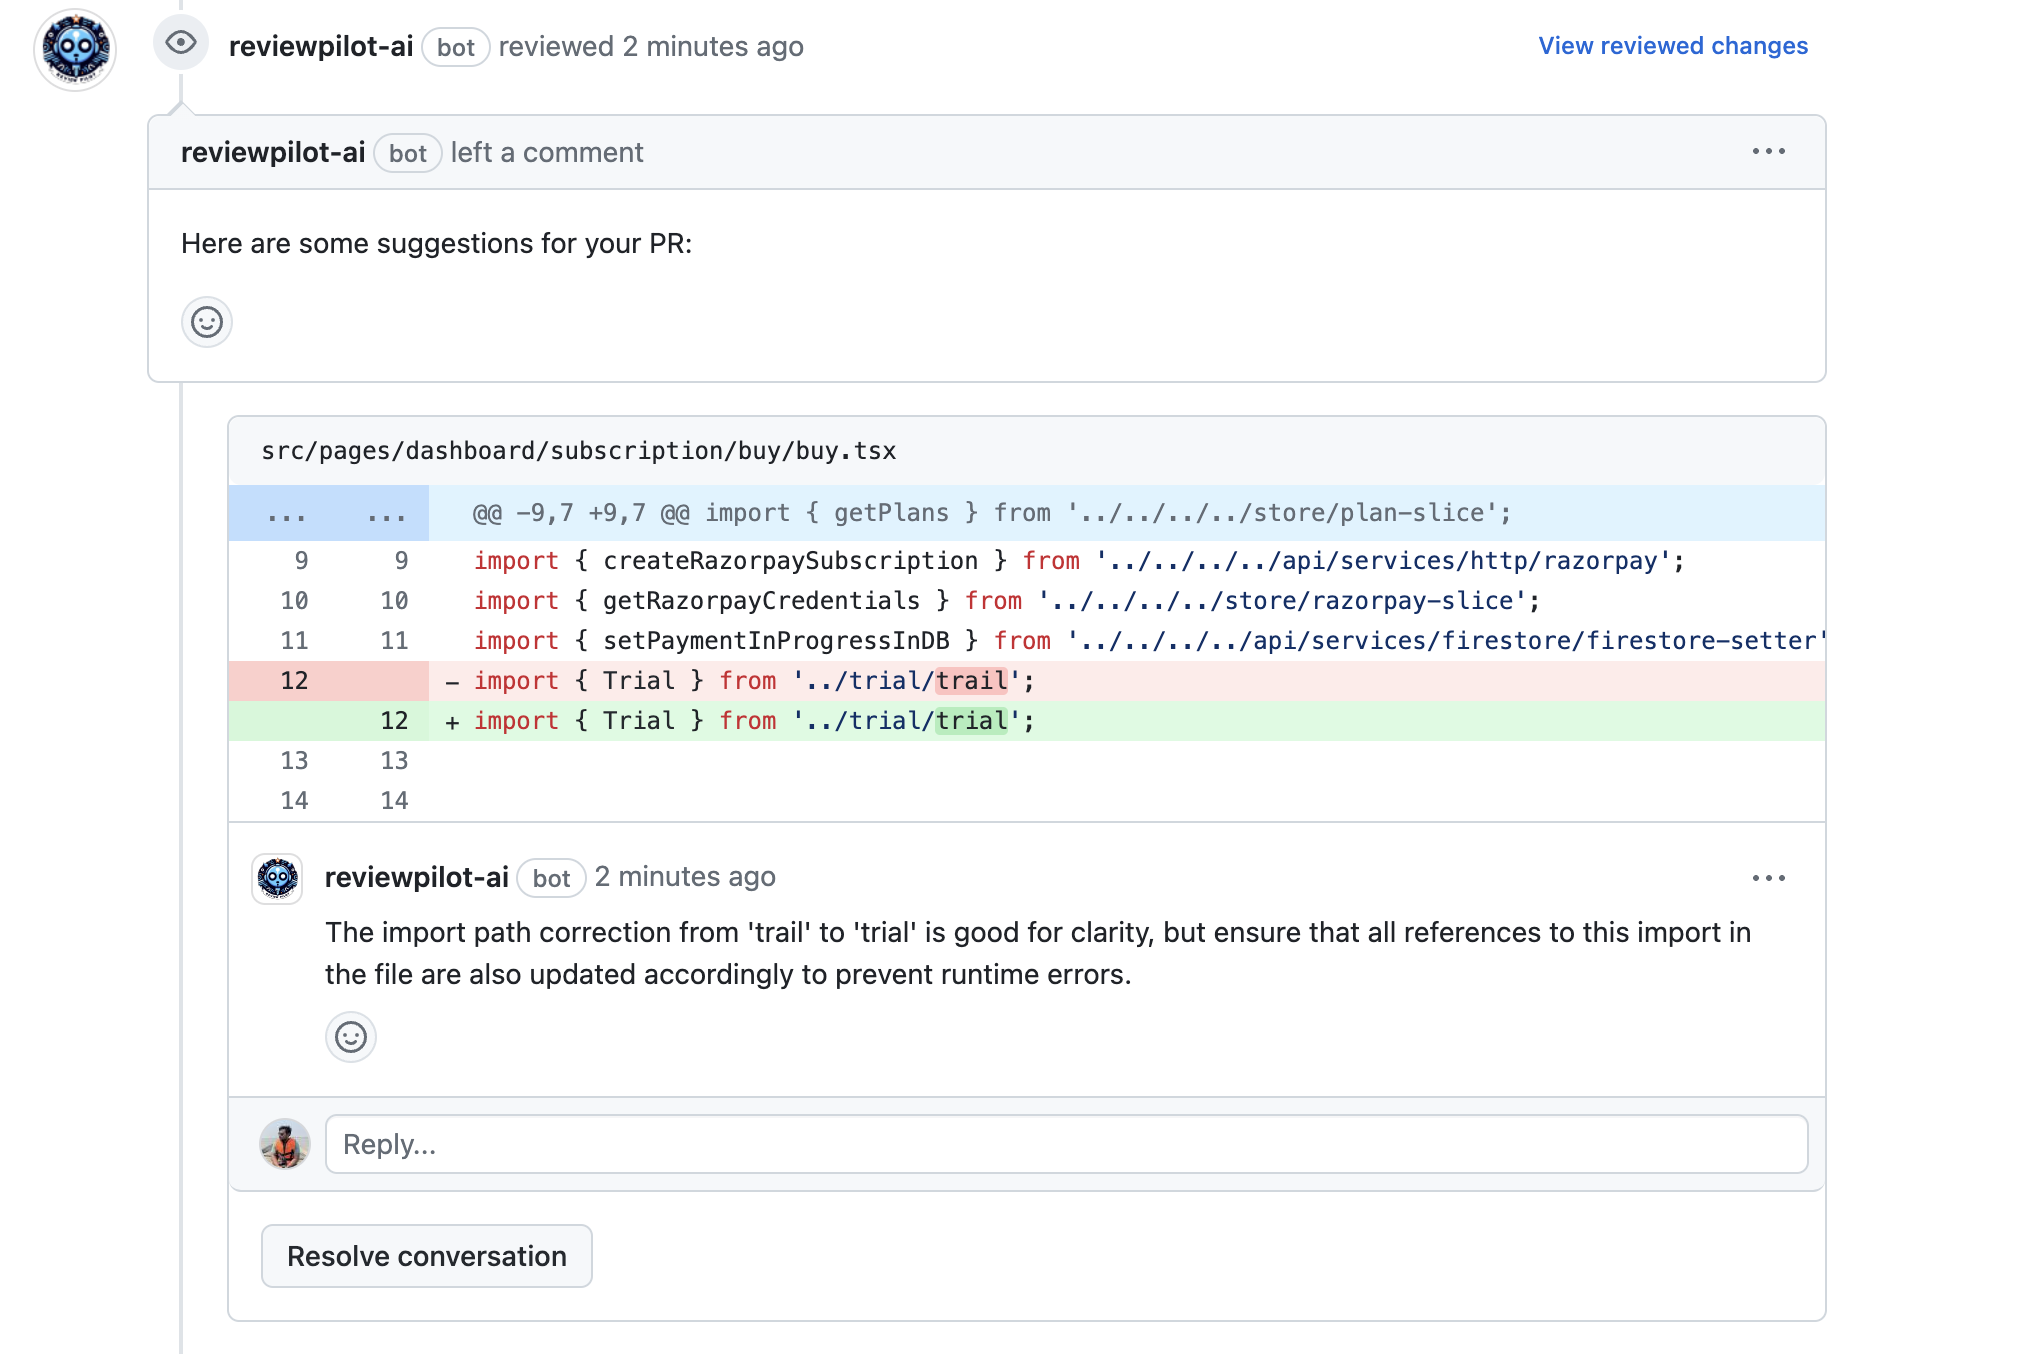 reviewpilot-ai bot reviewed 2 minutes ago View reviewed changes
reviewpilot-ai bot left a comment
Here are some suggestions for your PR:
src/pages/dashboard/subscription/buy/buy.tsx
... ... @@ -9,7 +9,7 @@ import { getPlans } from '../../../../store/plan-slice';
9 9 import { createRazorpaySubscription } from '../../../../api/services/http/razorpay';
10 10 import { getRazorpayCredentials } from '../../../../store/razorpay-slice';
11 11 import { setPaymentInProgressInDB } from '../../../../api/services/firestore/firestore-setter'
12 - import { Trial } from '../trial/trail';
12 + import { Trial } from '../trial/trial';
13 13
14 14
reviewpilot-ai bot 2 minutes ago
The import path correction from 'trail' to 'trial' is good for clarity, but ensure that all references to this import in
the file are also updated accordingly to prevent runtime errors.
Reply...
Resolve conversation